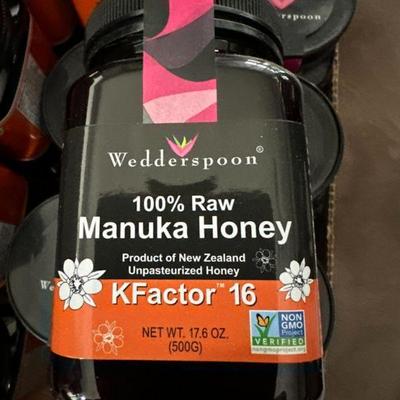 Wedderspoon®
100% Raw
Manuka Honey
Product of New Zealand
Unpasteurized Honey
KFactor™ 16
NET WT. 17.6 OZ.
(500G)
NON
GMO
Project
VERIFIED
nongmoproject.org
We